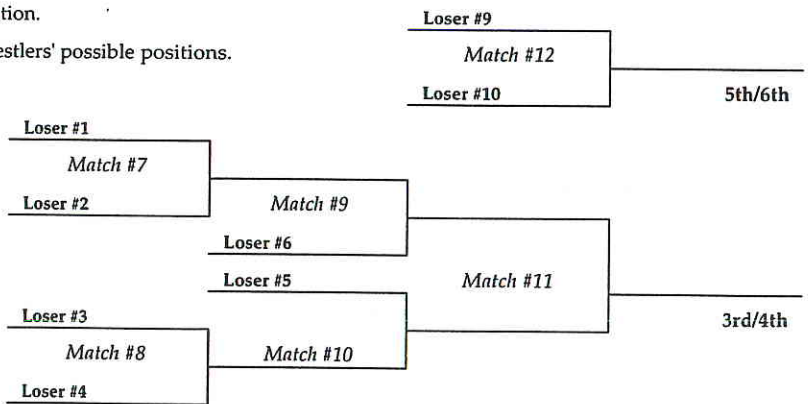 tion.
estlers' possible positions.
Loser #9
Match #12
Loser #10
5th/6th
Loser #1
Match #7
Loser #2
Match #9
Loser #6
Loser #5
Match #11
Loser #3
3rd/4th
Match #8
Match #10
Loser #4